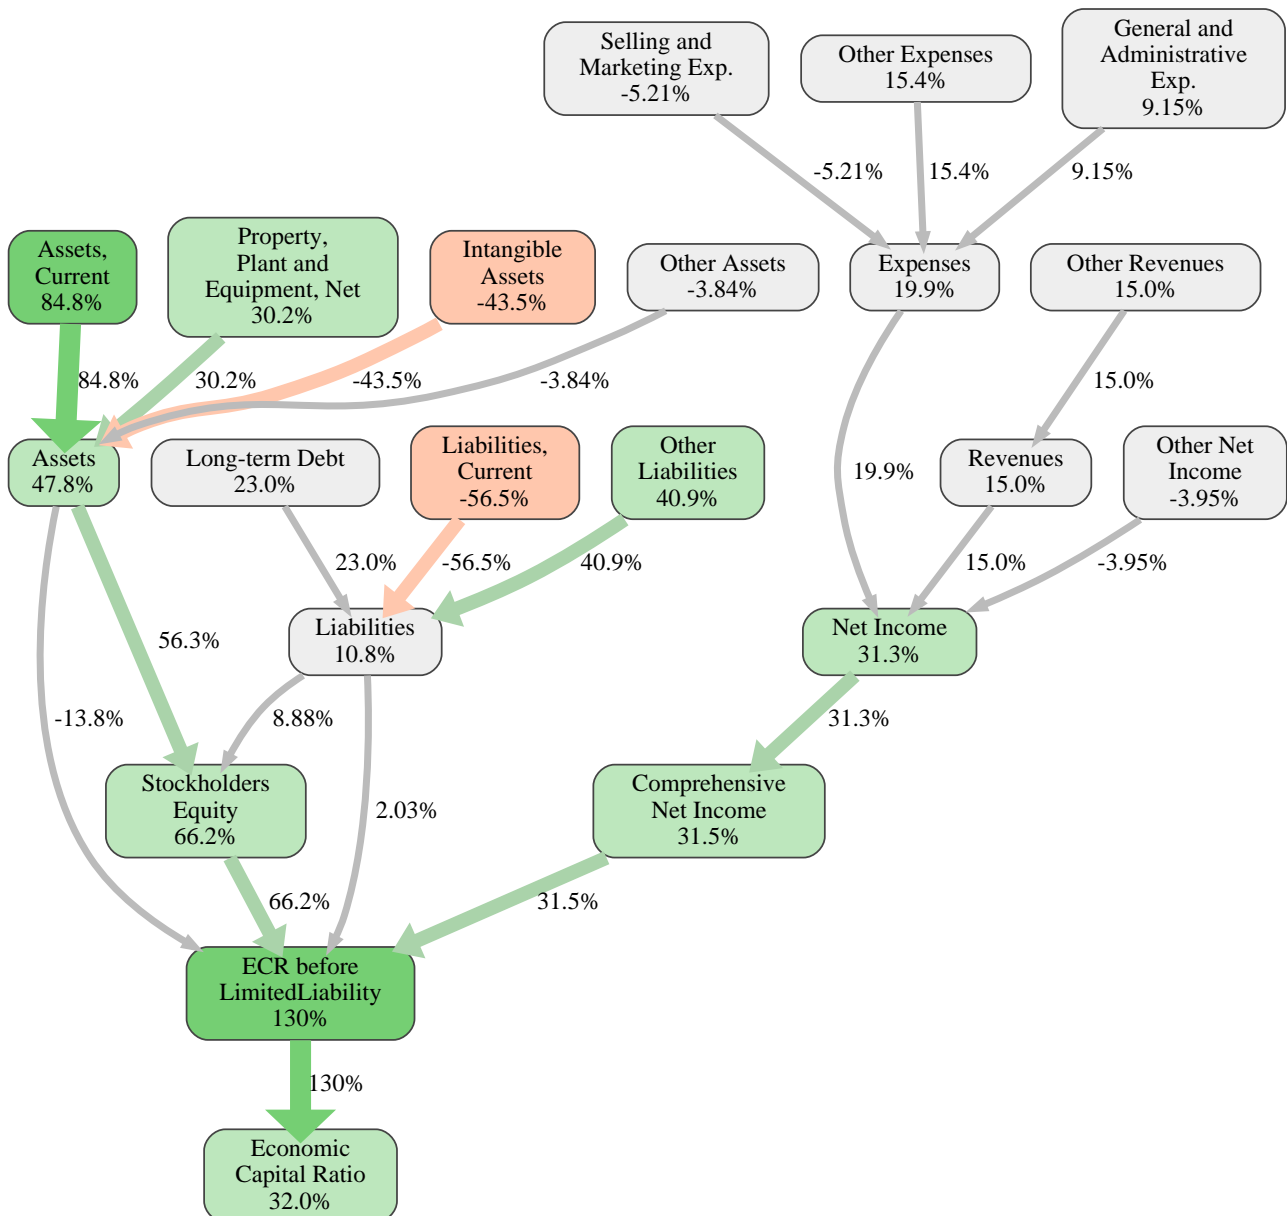 Selling and
Marketing Exp.
-5.21%
Other Expenses
15.4%
General and
Administrative
Exp.
9.15%
-5.21%
15.4%
9.15%
Assets,
Current
84.8%
Property,
Plant and
Equipment, Net
30.2%
Intangible
Assets
-43.5%
Other Assets
-3.84%
Expenses
19.9%
Other Revenues
15.0%
84.8%
30.2%
-43.5%
-3.84%
15.0%
Assets
47.8%
Long-term Debt
23.0%
Liabilities,
Current
-56.5%
Other
Liabilities
40.9%
19.9%
Revenues
15.0%
Other Net
Income
-3.95%
23.0%
-56.5%
40.9%
15.0%
-3.95%
56.3%
Liabilities
10.8%
Net Income
31.3%
-13.8%
8.88%
31.3%
Stockholders
Equity
66.2%
2.03%
Comprehensive
Net Income
31.5%
66.2%
31.5%
ECR before
LimitedLiability
130%
130%
Economic
Capital Ratio
32.0%